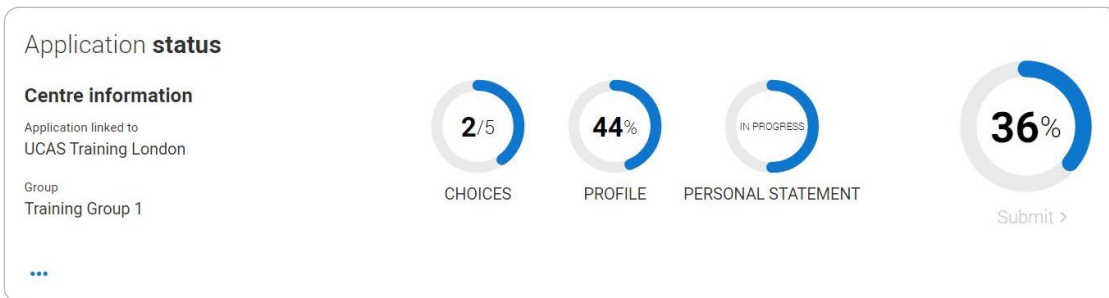 Application status
Centre information
Application linked to
UCAS Training London
Group
Training Group 1
2/5
CHOICES
44%
PROFILE
IN PROGRESS
PERSONAL STATEMENT
36%
Submit >